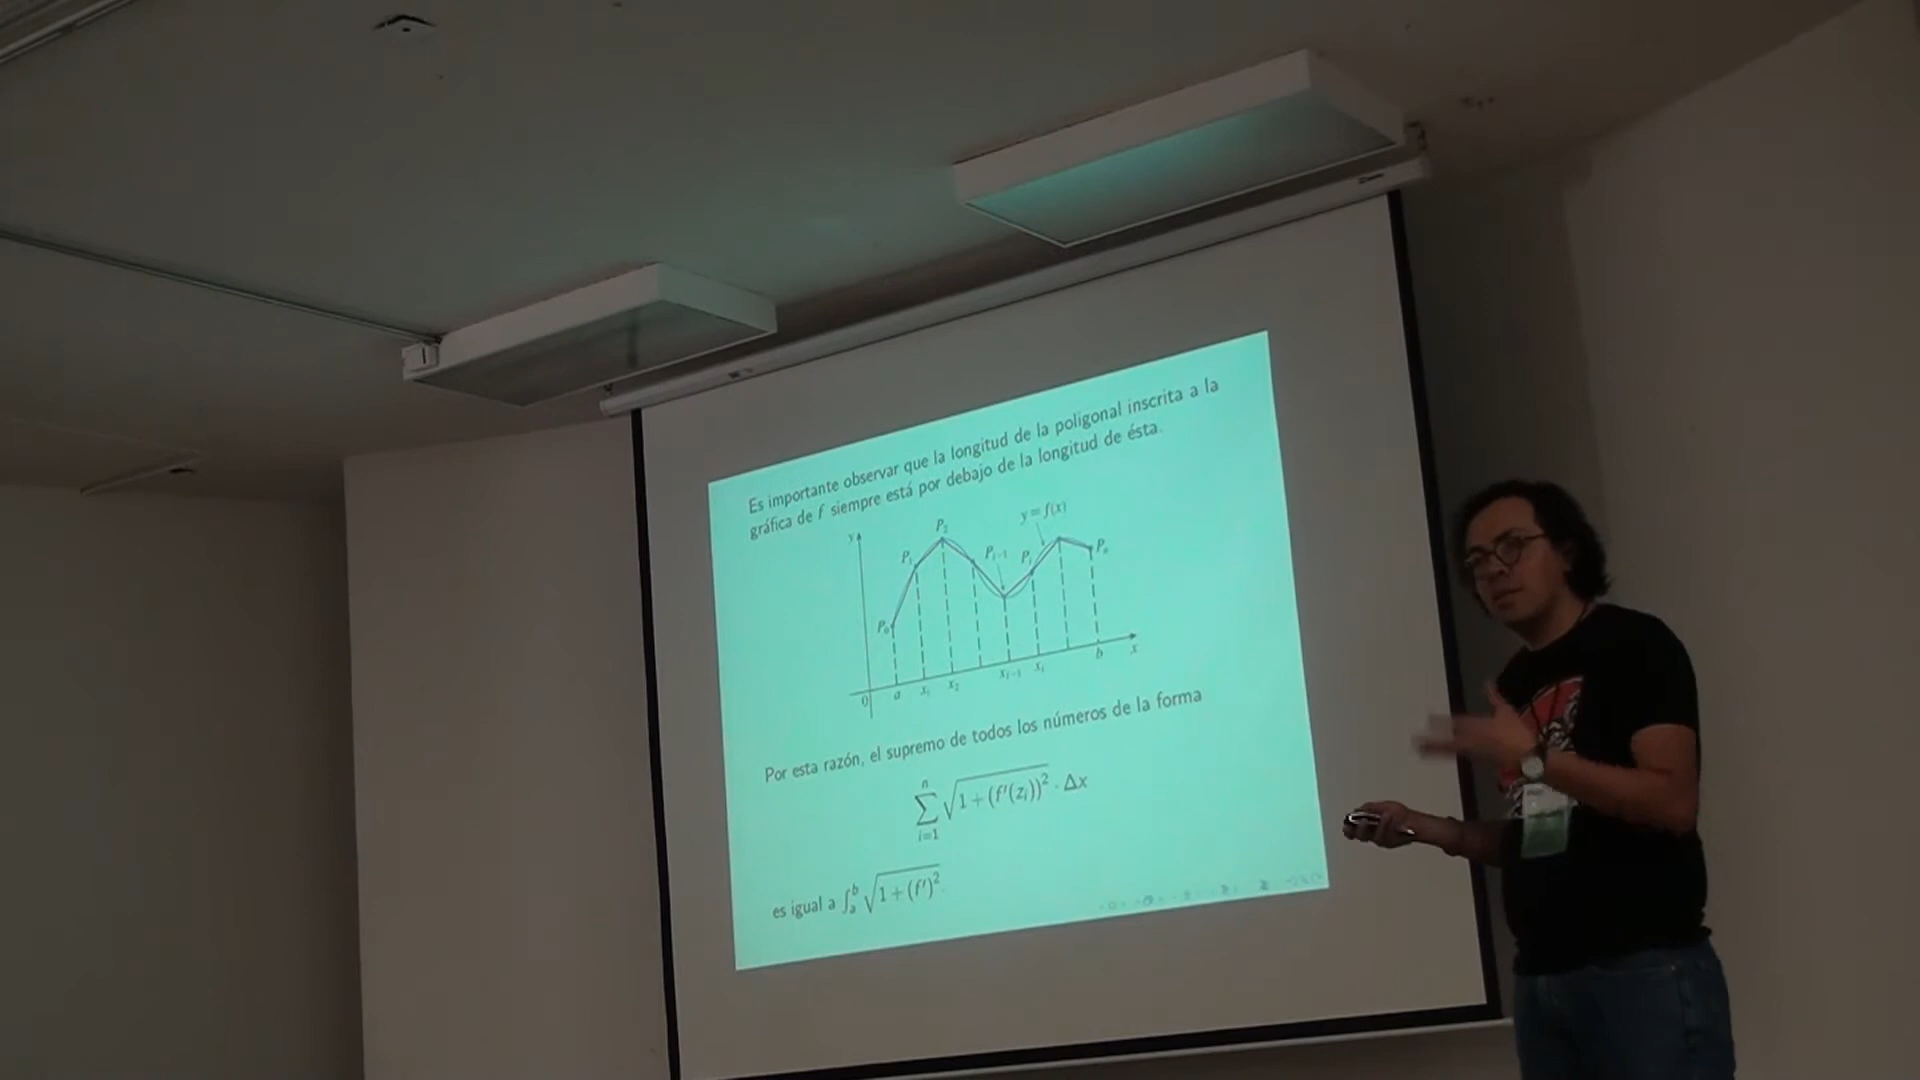 Es importante observar que la longitud de la poligonal inscrita a la
gráfica de f siempre está por debajo de la longitud de ésta.
y
y = f(x)
P₂
P₁
Pᵢ₋₁
Pᵢ
Pₙ
P₀
0
a
x₁
x₂
xᵢ₋₁
xᵢ
b
x
Por esta razón, el supremo de todos los números de la forma
∑ᵢ₌₁ⁿ √(1 + (f′(zᵢ))²) · Δx
es igual a ∫ₐᵇ √(1 + (f′)²).